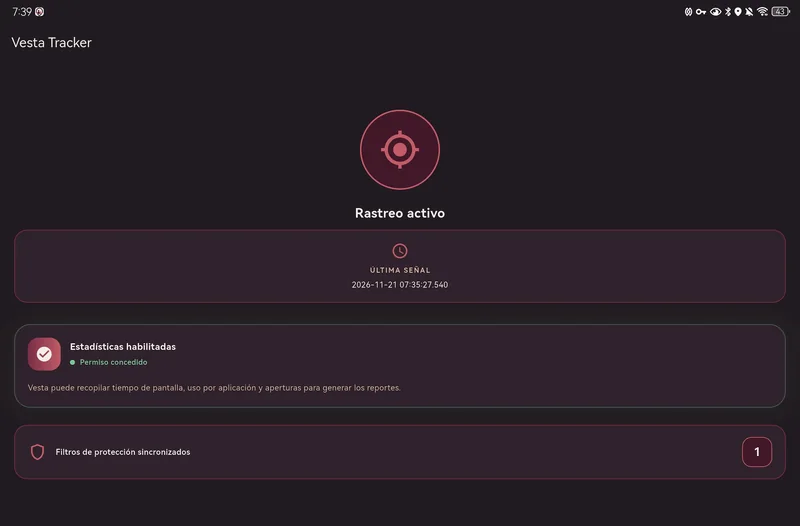 7:39
43
Vesta Tracker
Rastreo activo
ÚLTIMA SEÑAL
2026-11-21 07:35:27.540
Estadísticas habilitadas
Permiso concedido
Vesta puede recopilar tiempo de pantalla, uso por aplicación y aperturas para generar los reportes.
Filtros de protección sincronizados
1